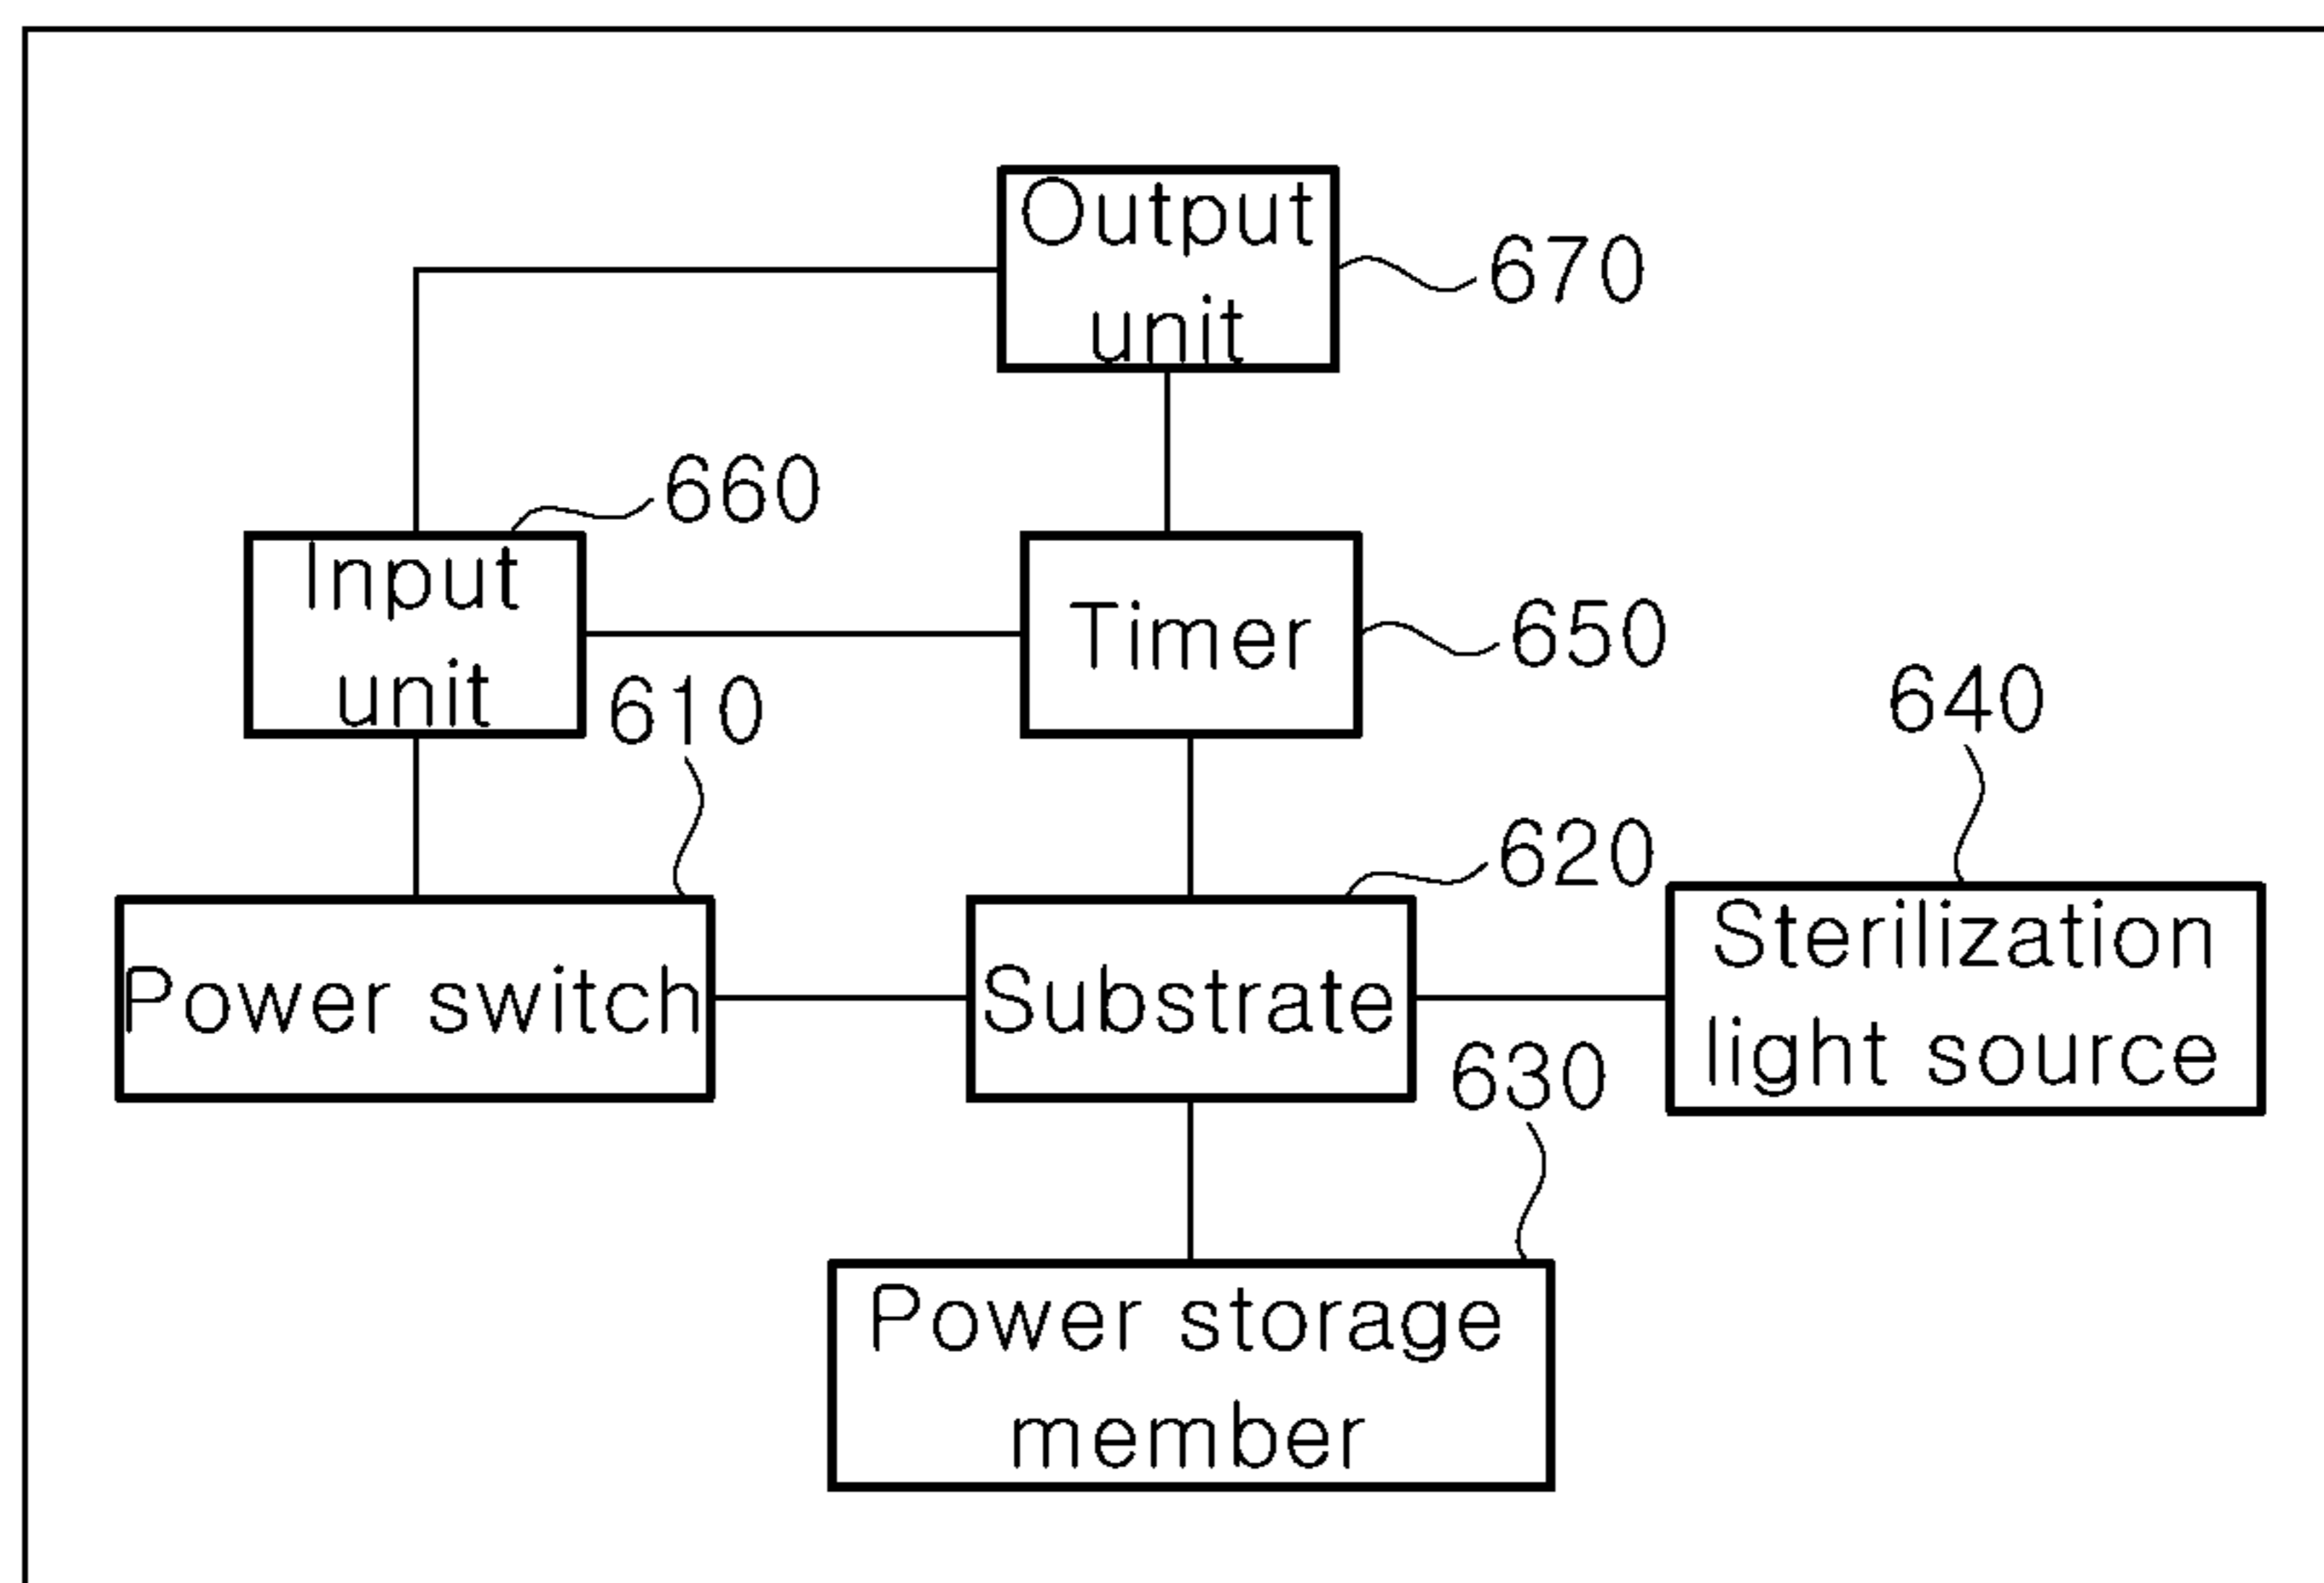 Output
unit
670
660
Input
unit
610
Timer
650
640
620
Power switch
Substrate
Sterilization
light source
630
Power storage
member